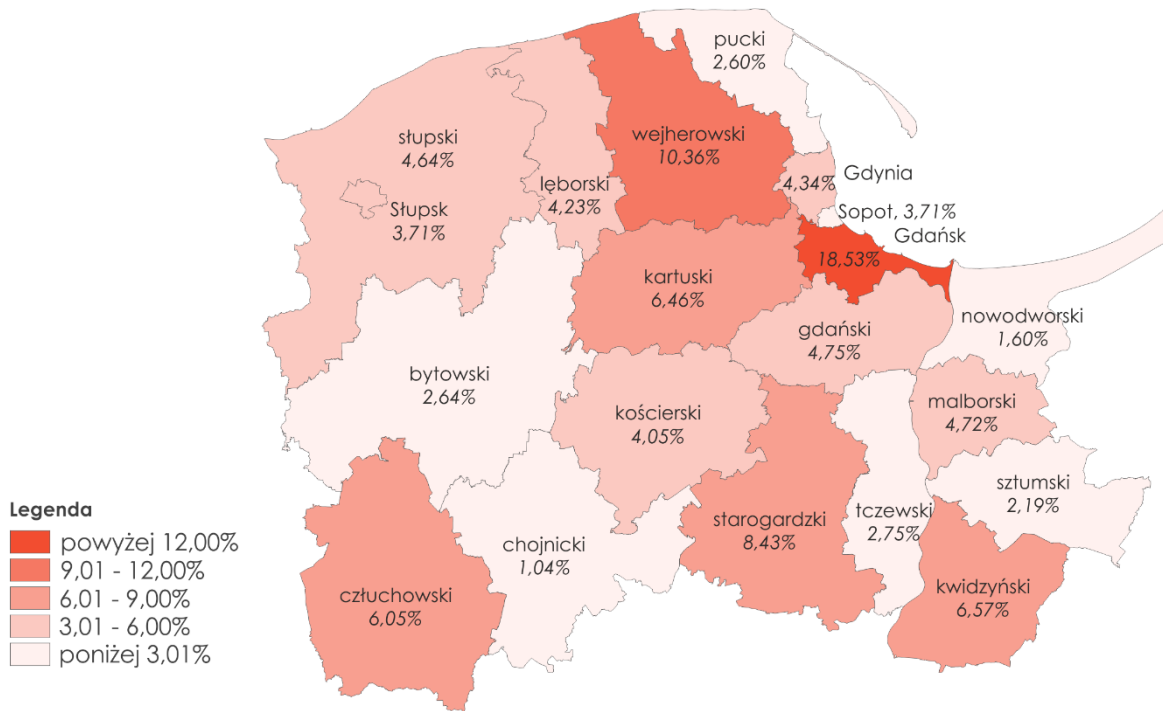 pucki
2,60%
słupski
4,64%
wejherowski
10,36%
lęborski
4,23%
4,34%
Gdynia
Słupsk
3,71%
Sopot, 3,71%
Gdańsk
18,53%
kartuski
6,46%
gdański
4,75%
nowodworski
1,60%
bytowski
2,64%
kościerski
4,05%
malborski
4,72%
sztumski
2,19%
starogardzki
8,43%
tczewski
2,75%
chojnicki
1,04%
człuchowski
6,05%
kwidzyński
6,57%
Legenda
powyżej 12,00%
9,01 - 12,00%
6,01 - 9,00%
3,01 - 6,00%
poniżej 3,01%